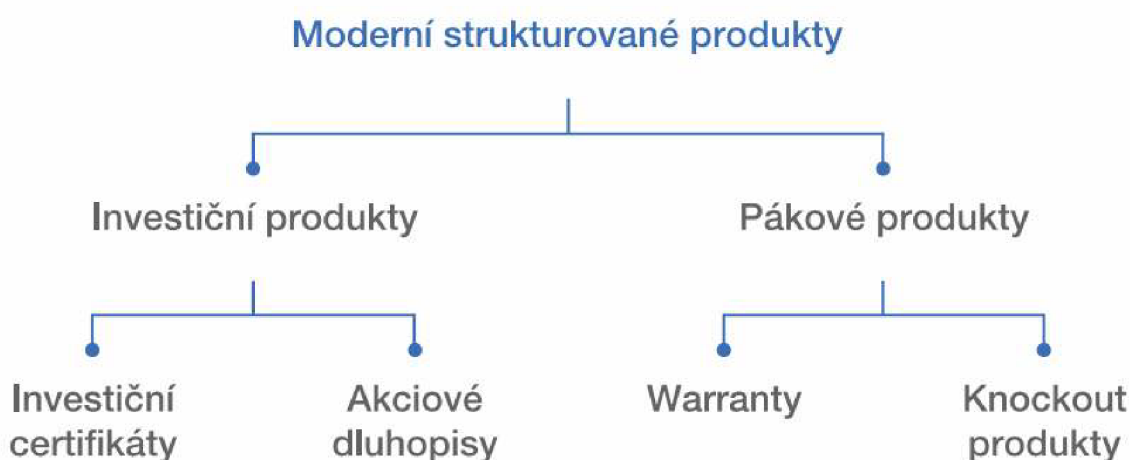 Moderní strukturované produkty
Investiční produkty
Pákové produkty
Investiční
certifikáty
Akciové
dluhopisy
Warranty
Knockout
produkty